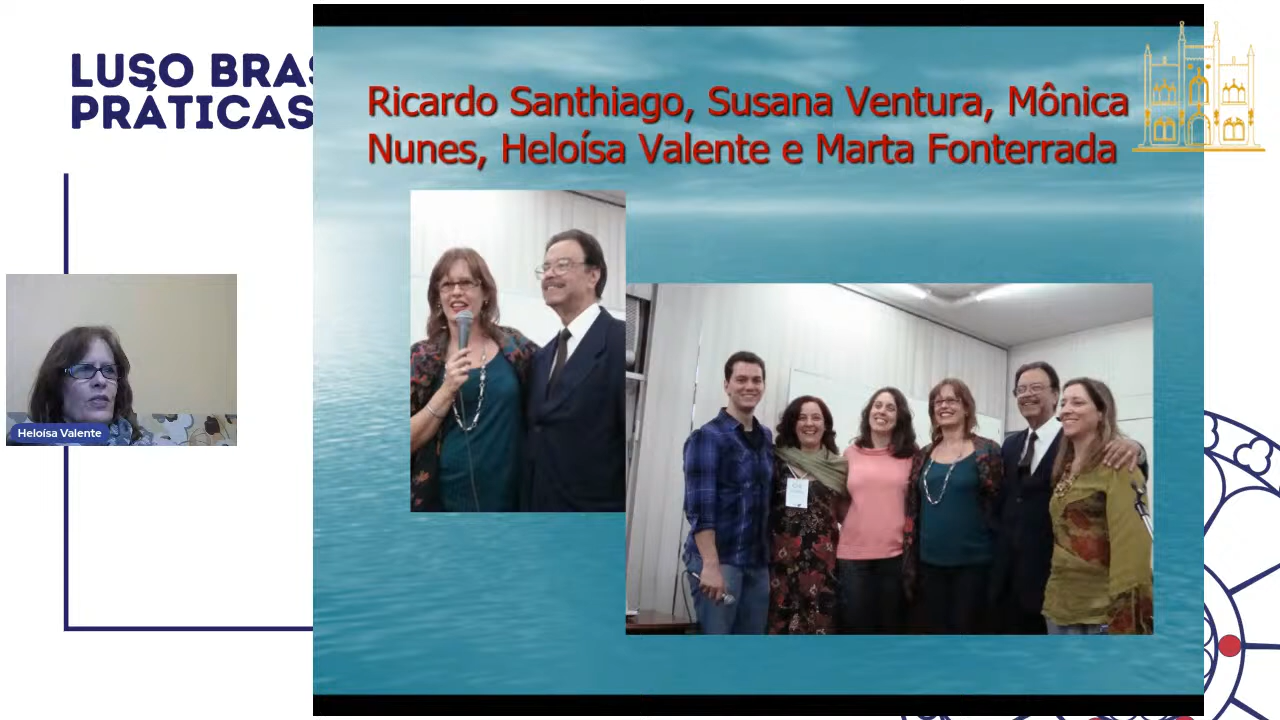 LUSO BRAS
PRÁTICAS
Ricardo Santhiago, Susana Ventura, Mônica
Nunes, Heloísa Valente e Marta Fonterrada
Heloísa Valente